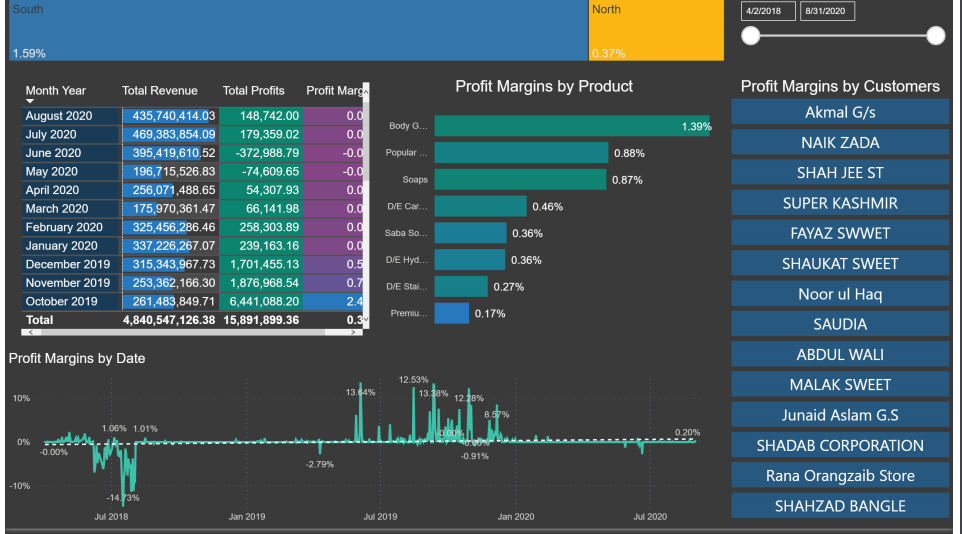 South
North
4/2/2018 8/31/2020
1.59%
0.37%
Month Year Total Revenue Total Profits Profit Marg
August 2020 435,740,414.03 148,742.00 0.0
July 2020 469,383,854.09 179,359.02 0.0
June 2020 395,419,610.52 -372,988.79 -0.0
May 2020 196,715,526.83 -74,609.65 -0.0
April 2020 256,071,488.65 54,307.93 0.0
March 2020 175,970,361.47 66,141.98 0.0
February 2020 325,456,286.46 258,303.89 0.0
January 2020 337,226,267.07 239,163.16 0.0
December 2019 315,343,967.73 1,701,455.13 0.5
November 2019 253,362,166.30 1,876,968.54 0.7
October 2019 261,483,849.71 6,441,088.20 2.4
Total 4,840,547,126.38 15,891,899.36 0.3
Profit Margins by Product
Body G... 1.39%
Popular ... 0.88%
Soaps 0.87%
D/E Car... 0.46%
Saba So... 0.36%
D/E Hyd... 0.36%
D/E Stai... 0.27%
Premiu... 0.17%
Profit Margins by Customers
Akmal G/s
NAIK ZADA
SHAH JEE ST
SUPER KASHMIR
FAYAZ SWWET
SHAUKAT SWEET
Noor ul Haq
SAUDIA
ABDUL WALI
MALAK SWEET
Junaid Aslam G.S
SHADAB CORPORATION
Rana Orangzaib Store
SHAHZAD BANGLE
Profit Margins by Date
12.53%
13.64% 13.38% 12.28%
10%
8.57%
1.06% 1.01%
-0.00% 0.20%
0%
-0.00% -0.00%
-0.91%
-2.79%
-10%
-14.73%
Jul 2018 Jan 2019 Jul 2019 Jan 2020 Jul 2020